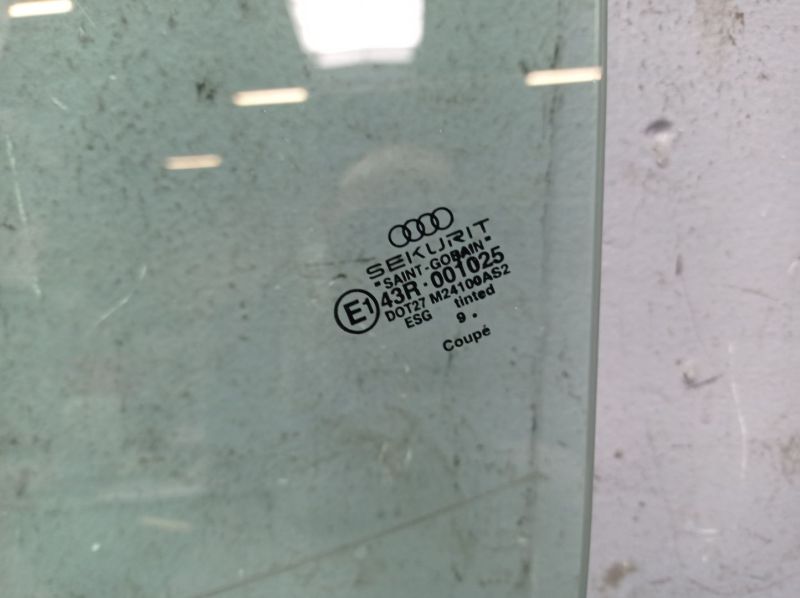 SEKURIT
"SAINT-GOBAIN"
E1 43R-001025
DOT27 M24100AS2
ESG tinted
9 .
Coupé